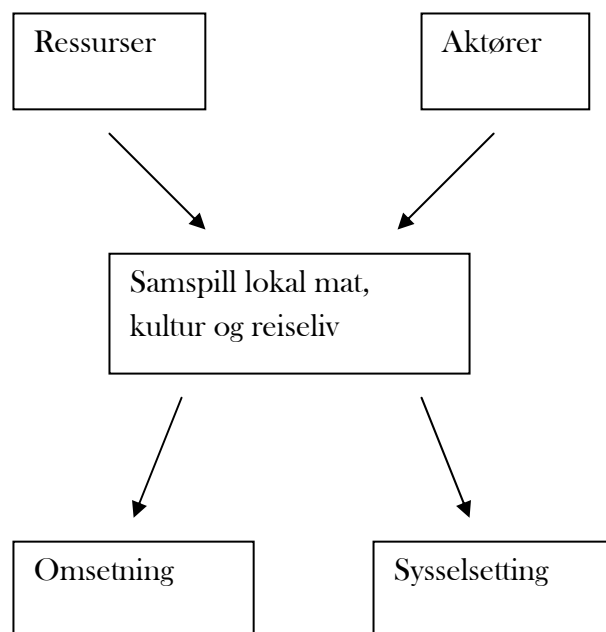 Ressurser
Aktører
Samspill lokal mat,
kultur og reiseliv
Omsetning
Sysselsetting